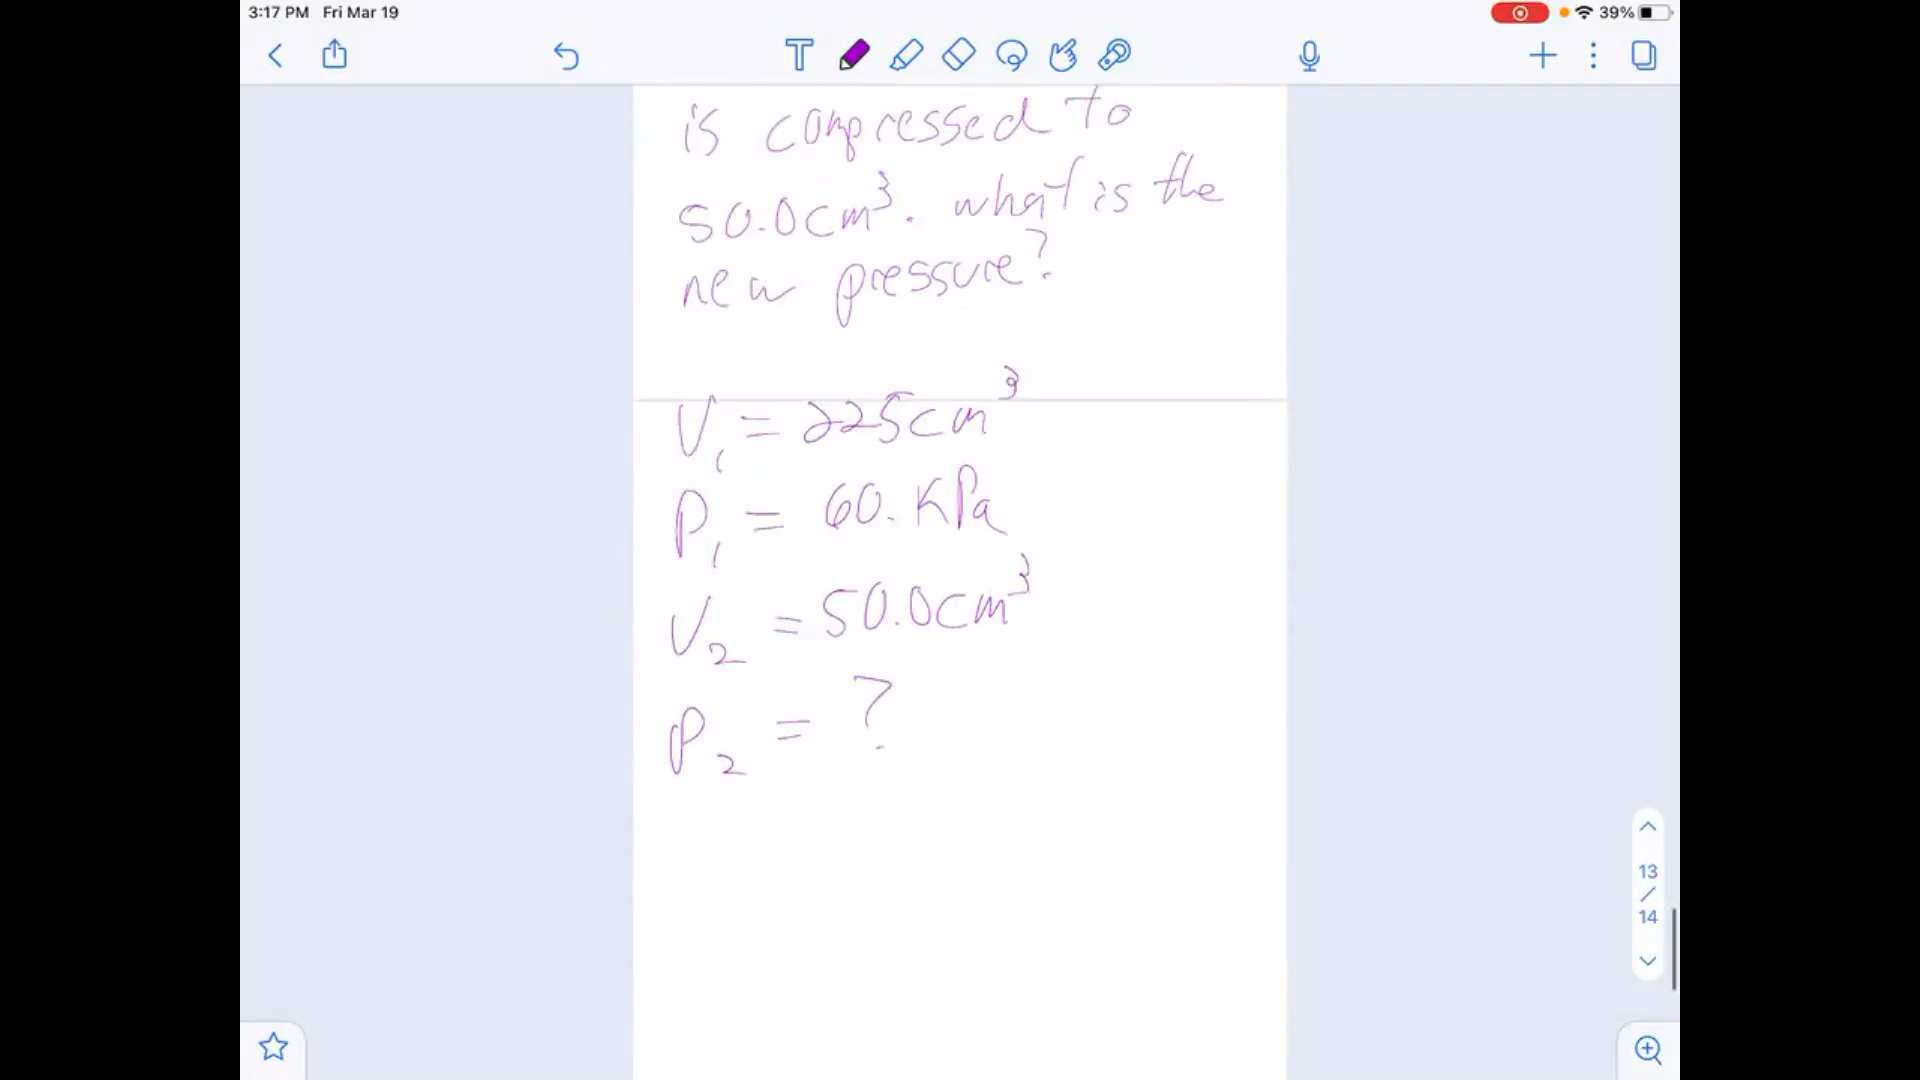 3:17 PM Fri Mar 19
39%
T
is compressed to
50.0cm³. what is the
new pressure?
V₁ = 225cm³
P₁ = 60. KPa
V₂ = 50.0cm³
P₂ = ?
13
/
14